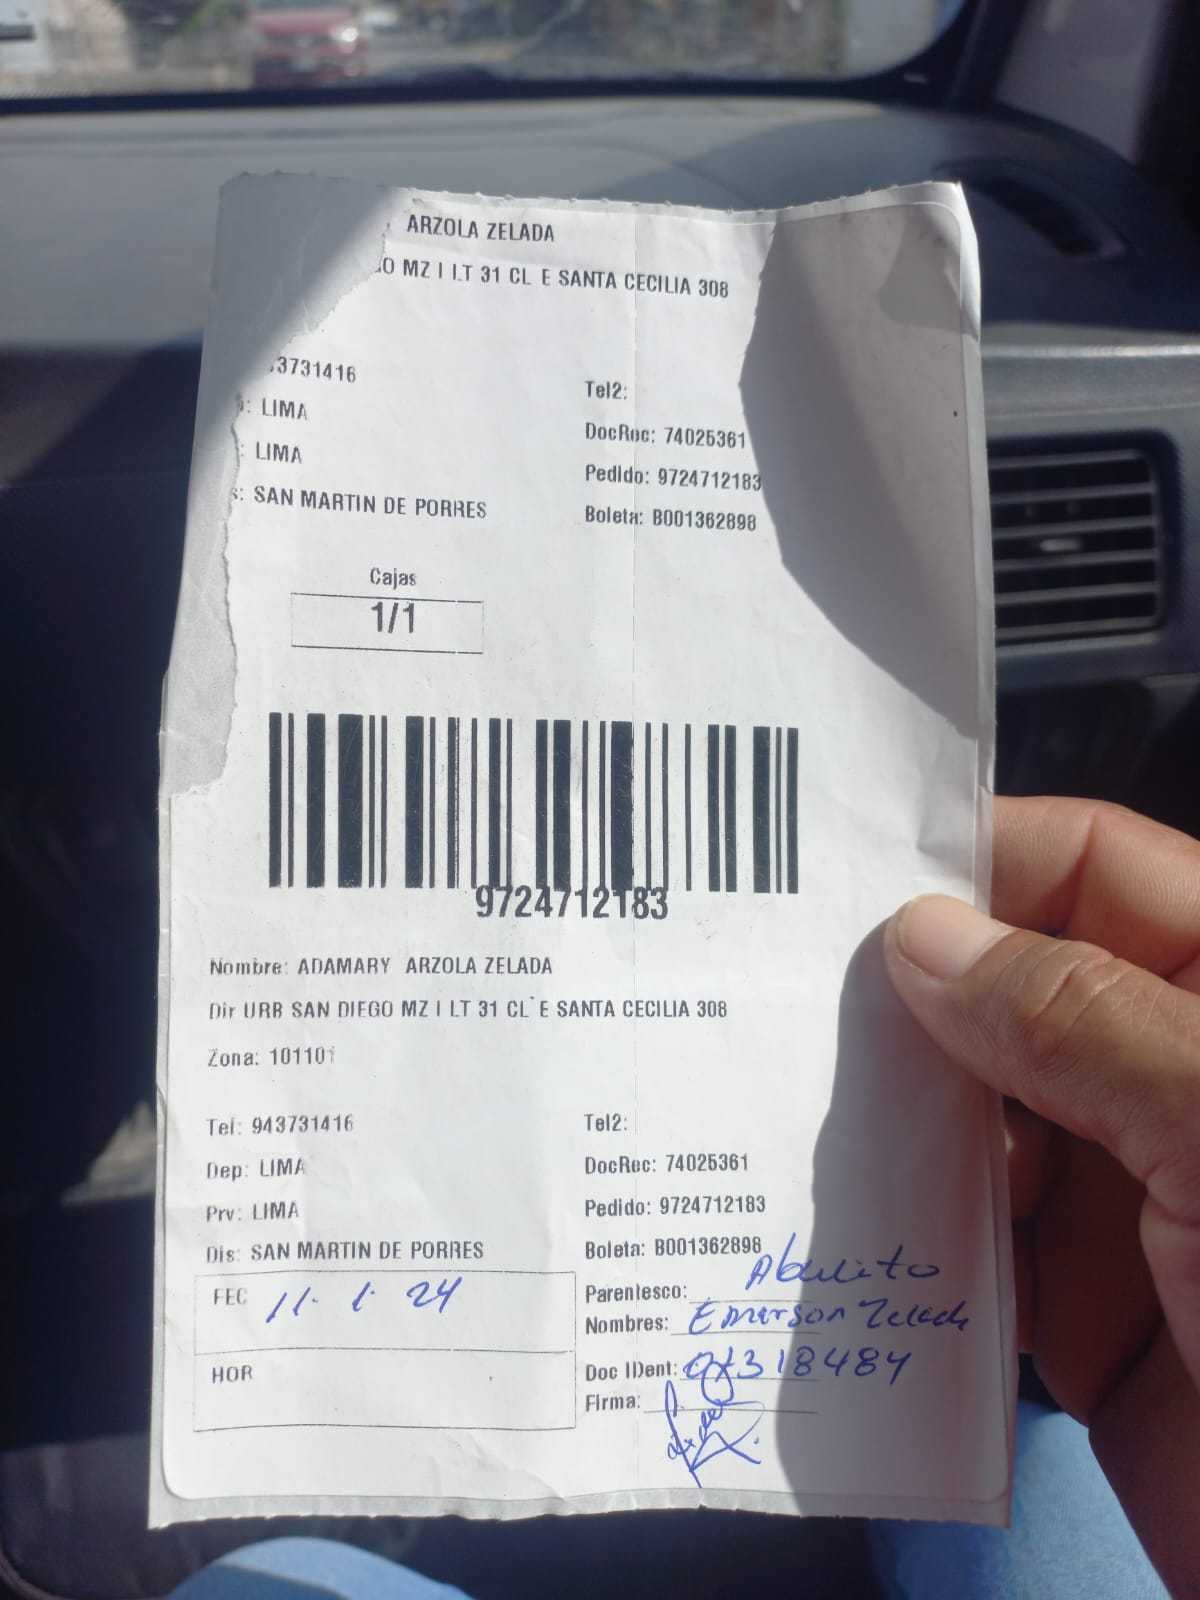 ARZOLA ZELADA
GO MZ I LT 31 CL E SANTA CECILIA 308
3731416
Tel2:
: LIMA
DocRec: 74025361
: LIMA
Pedido: 9724712183
s: SAN MARTIN DE PORRES
Boleta: B001362898
Cajas
1/1
9724712183
Nombre: ADAMARY ARZOLA ZELADA
Dir URB SAN DIEGO MZ I LT 31 CL E SANTA CECILIA 308
Zona: 101101
Tel: 943731416
Tel2:
Dep: LIMA
DocRec: 74025361
Prv: LIMA
Pedido: 9724712183
Dis: SAN MARTIN DE PORRES
Boleta: B001362898
FEC 11. 1. 24
Parentesco: Abuelito
Nombres: Emerson Zelada
HOR
Doc IDent: 07318484
Firma: